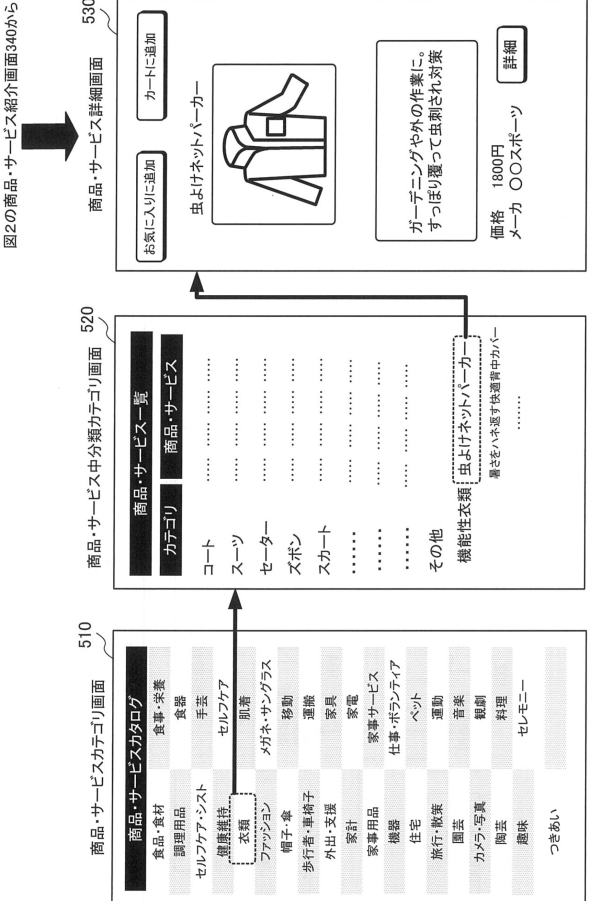 商品・サービスカテゴリ画面
510
商品・サービスカタログ
食品・食材
食事・栄養
調理用品
食器
セルフケア・シスト
手芸
健康維持
セルフケア
衣類
肌着
ファッション
メガネ・サングラス
帽子・傘
移動
歩行者・車椅子
運搬
外出・支援
家具
家計
家電
家事用品
家事サービス
機器
仕事・ボランティア
住宅
ペット
旅行・散策
運動
園芸
音楽
カメラ・写真
観劇
陶芸
料理
趣味
セレモニー
つきあい
商品・サービス中分類カテゴリ画面
520
商品・サービス一覧
カテゴリ
商品・サービス
コート
‥‥‥ ‥‥‥ ‥‥‥ ‥‥‥
スーツ
‥‥‥ ‥‥‥ ‥‥‥ ‥‥‥
セーター
‥‥‥ ‥‥‥ ‥‥‥ ‥‥‥
ズボン
‥‥‥ ‥‥‥ ‥‥‥ ‥‥‥
スカート
‥‥‥ ‥‥‥ ‥‥‥ ‥‥‥
・・・・・・
‥‥‥ ‥‥‥ ‥‥‥ ‥‥‥
・・・・・・
‥‥‥ ‥‥‥ ‥‥‥ ‥‥‥
・・・・・・
‥‥‥ ‥‥‥ ‥‥‥ ‥‥‥
その他
機能性衣類
虫よけネットパーカー
暑さをハネ返す快適背中カバー
‥‥‥‥
図2の商品・サービス紹介画面340から
商品・サービス詳細画面
530
お気に入りに追加
カートに追加
虫よけネットパーカー
ガーデニングや外の作業に。
すっぽり覆って虫刺され対策
価格 1800円
メーカ 〇〇スポーツ
詳細